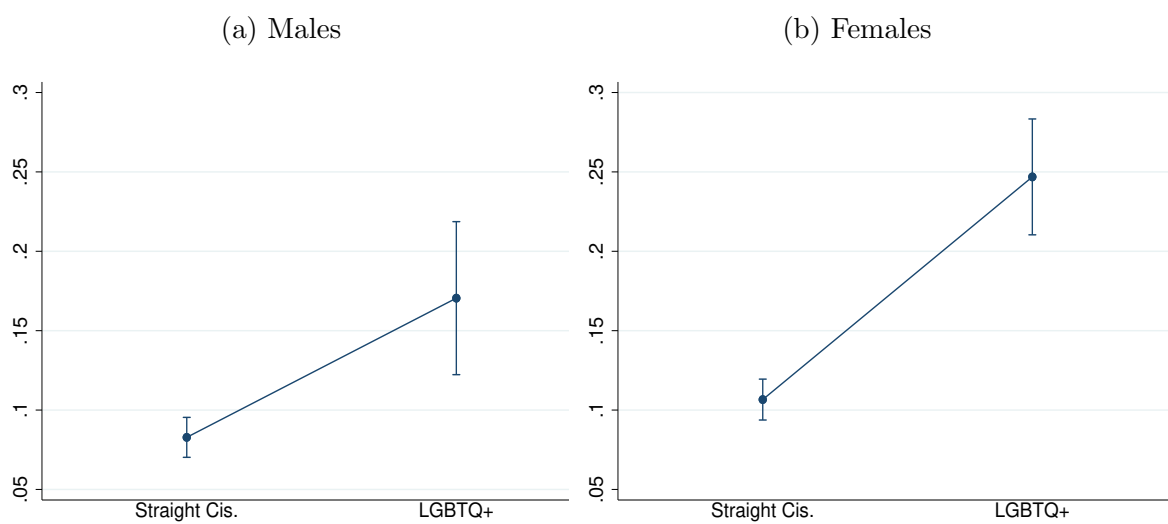 (a) Males
.3
.25
.2
.15
.1
.05
Straight Cis.
LGBTQ+
(b) Females
.3
.25
.2
.15
.1
.05
Straight Cis.
LGBTQ+